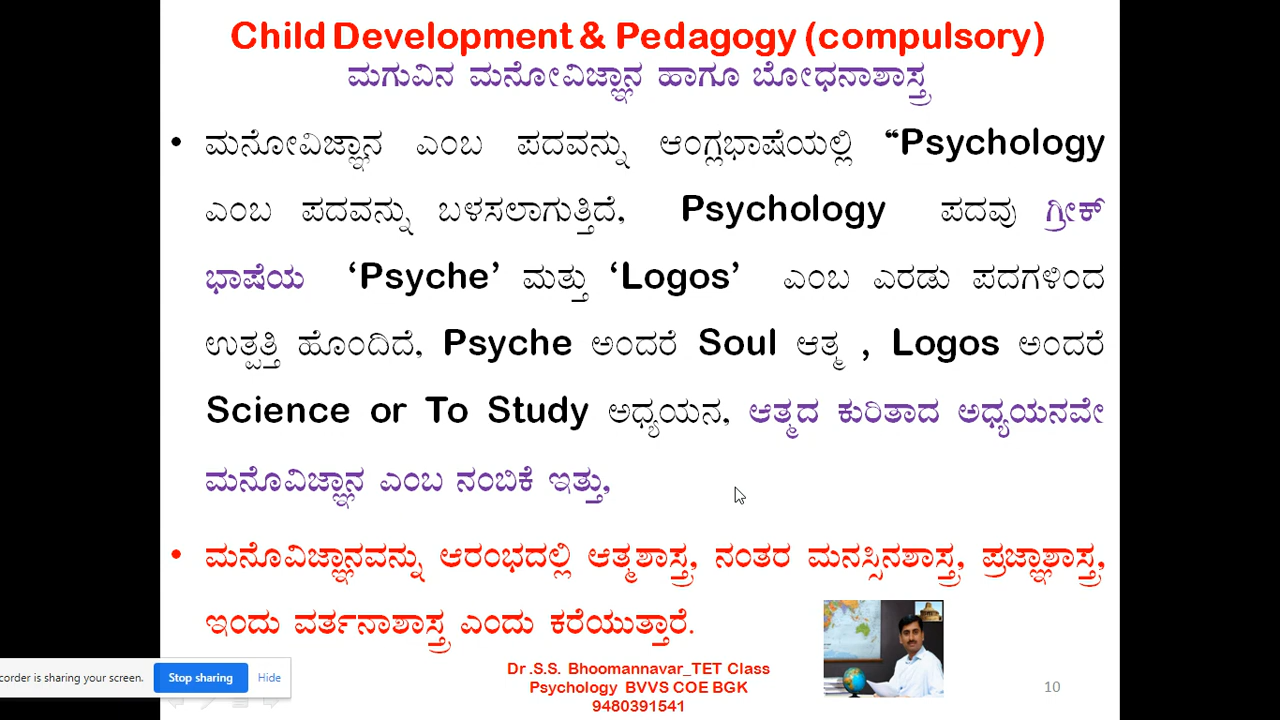 Child Development & Pedagogy (compulsory)
ಮಗುವಿನ ಮನೋವಿಜ್ಞಾನ ಹಾಗೂ ಬೋಧನಾಶಾಸ್ತ್ರ
• ಮನೋವಿಜ್ಞಾನ ಎಂಬ ಪದವನ್ನು ಆಂಗ್ಲಭಾಷೆಯಲ್ಲಿ “Psychology
ಎಂಬ ಪದವನ್ನು ಬಳಸಲಾಗುತ್ತಿದೆ, Psychology ಪದವು ಗ್ರೀಕ್
ಭಾಷೆಯ ‘Psyche’ ಮತ್ತು ‘Logos’ ಎಂಬ ಎರಡು ಪದಗಳಿಂದ
ಉತ್ಪತ್ತಿ ಹೊಂದಿದೆ, Psyche ಅಂದರೆ Soul ಆತ್ಮ , Logos ಅಂದರೆ
Science or To Study ಅಧ್ಯಯನ, ಆತ್ಮದ ಕುರಿತಾದ ಅಧ್ಯಯನವೇ
ಮನೊವಿಜ್ಞಾನ ಎಂಬ ನಂಬಿಕೆ ಇತ್ತು,
• ಮನೊವಿಜ್ಞಾನವನ್ನು ಆರಂಭದಲ್ಲಿ ಆತ್ಮಶಾಸ್ತ್ರ, ನಂತರ ಮನಸ್ಸಿನಶಾಸ್ತ್ರ, ಪ್ರಜ್ಞಾಶಾಸ್ತ್ರ,
ಇಂದು ವರ್ತನಾಶಾಸ್ತ್ರ ಎಂದು ಕರೆಯುತ್ತಾರೆ.
Dr .S.S. Bhoomannavar_TET Class
Psychology BVVS COE BGK
9480391541
10
corder is sharing your screen. Stop sharing Hide